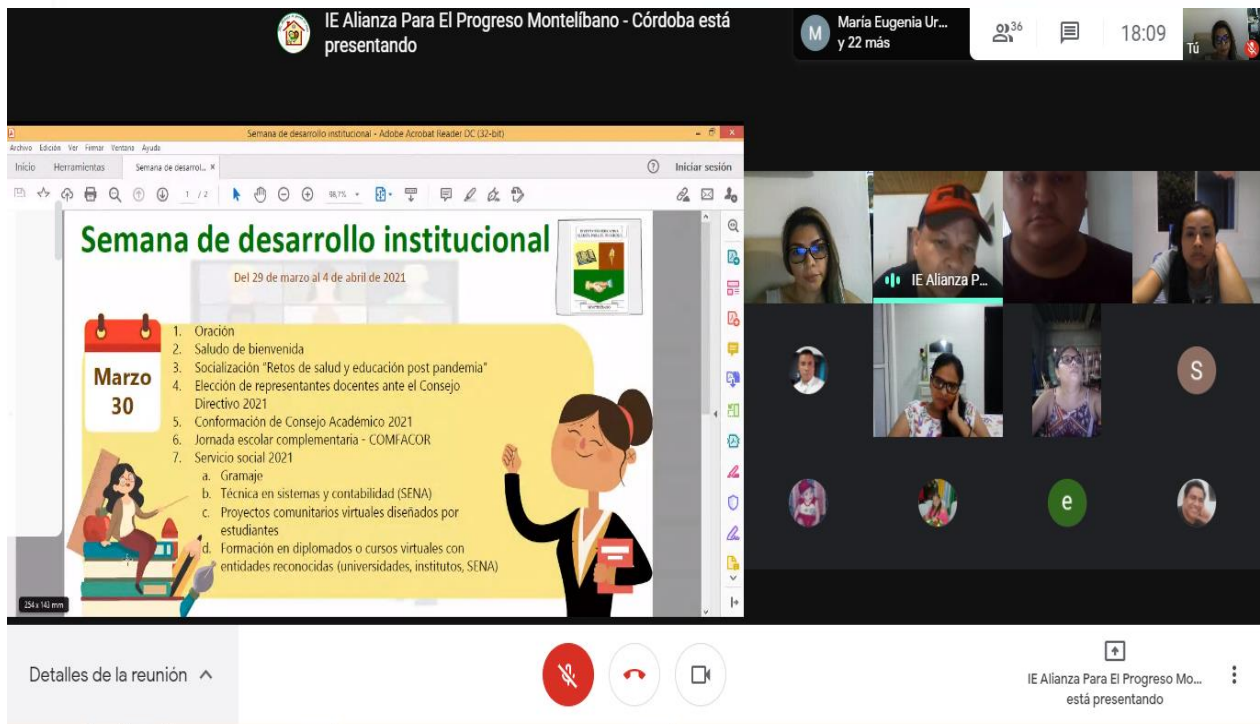 IE Alianza Para El Progreso Montelíbano - Córdoba está
presentando
M
María Eugenia Ur...
y 22 más
36
18:09
Tú
Semana de desarrollo institucional - Adobe Acrobat Reader DC (32-bit)
Archivo Edición Ver Firmar Ventana Ayuda
Inicio Herramientas Semana de desarrol... x
Iniciar sesión
1 / 2
98,7%
Semana de desarrollo institucional
Del 29 de marzo al 4 de abril de 2021
Marzo
30
1. Oración
2. Saludo de bienvenida
3. Socialización "Retos de salud y educación post pandemia"
4. Elección de representantes docentes ante el Consejo
Directivo 2021
5. Conformación de Consejo Académico 2021
6. Jornada escolar complementaria - COMFACOR
7. Servicio social 2021
a. Gramaje
b. Técnica en sistemas y contabilidad (SENA)
c. Proyectos comunitarios virtuales diseñados por
estudiantes
d. Formación en diplomados o cursos virtuales con
entidades reconocidas (universidades, institutos, SENA)
254 x 143 mm
IE Alianza P...
S
e
Detalles de la reunión
IE Alianza Para El Progreso Mo...
está presentando